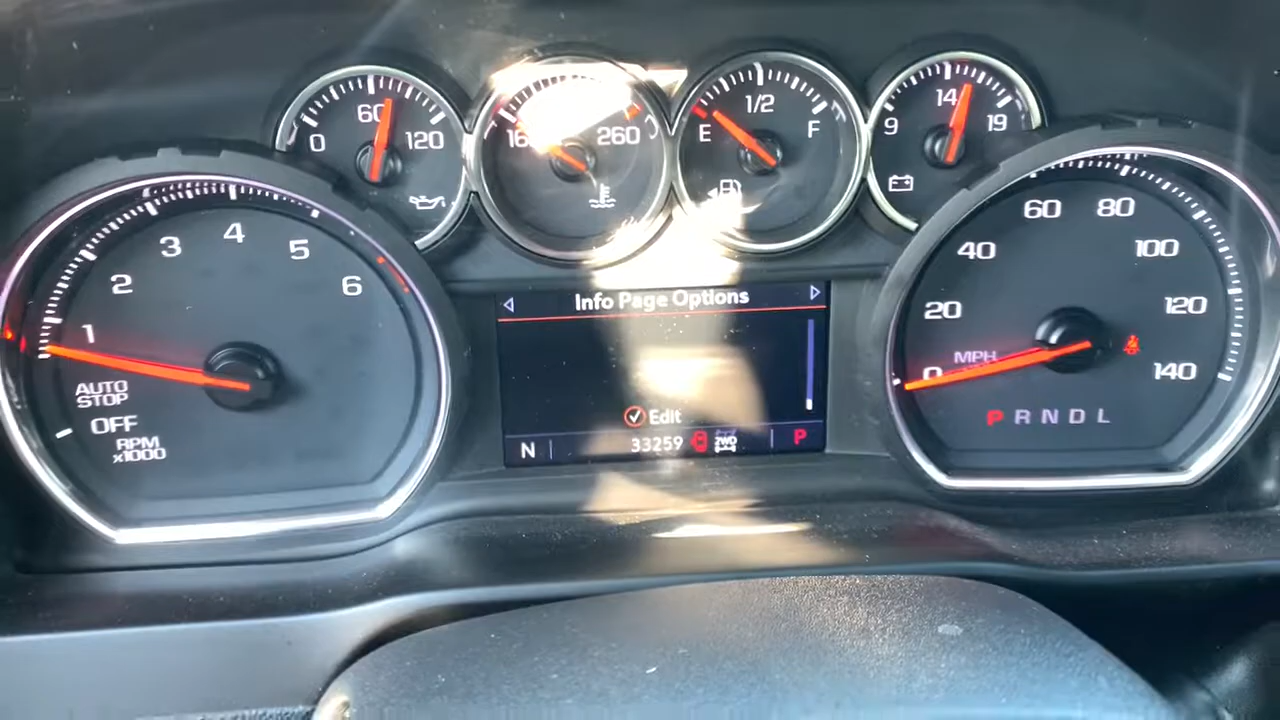 0 60 120
160 260
E 1/2 F
9 14 19
1 2 3 4 5 6
AUTO
STOP
OFF
RPM
x1000
Info Page Options
Edit
N 33259 2WD P
0 20 40 60 80 100 120 140
MPH
P R N D L